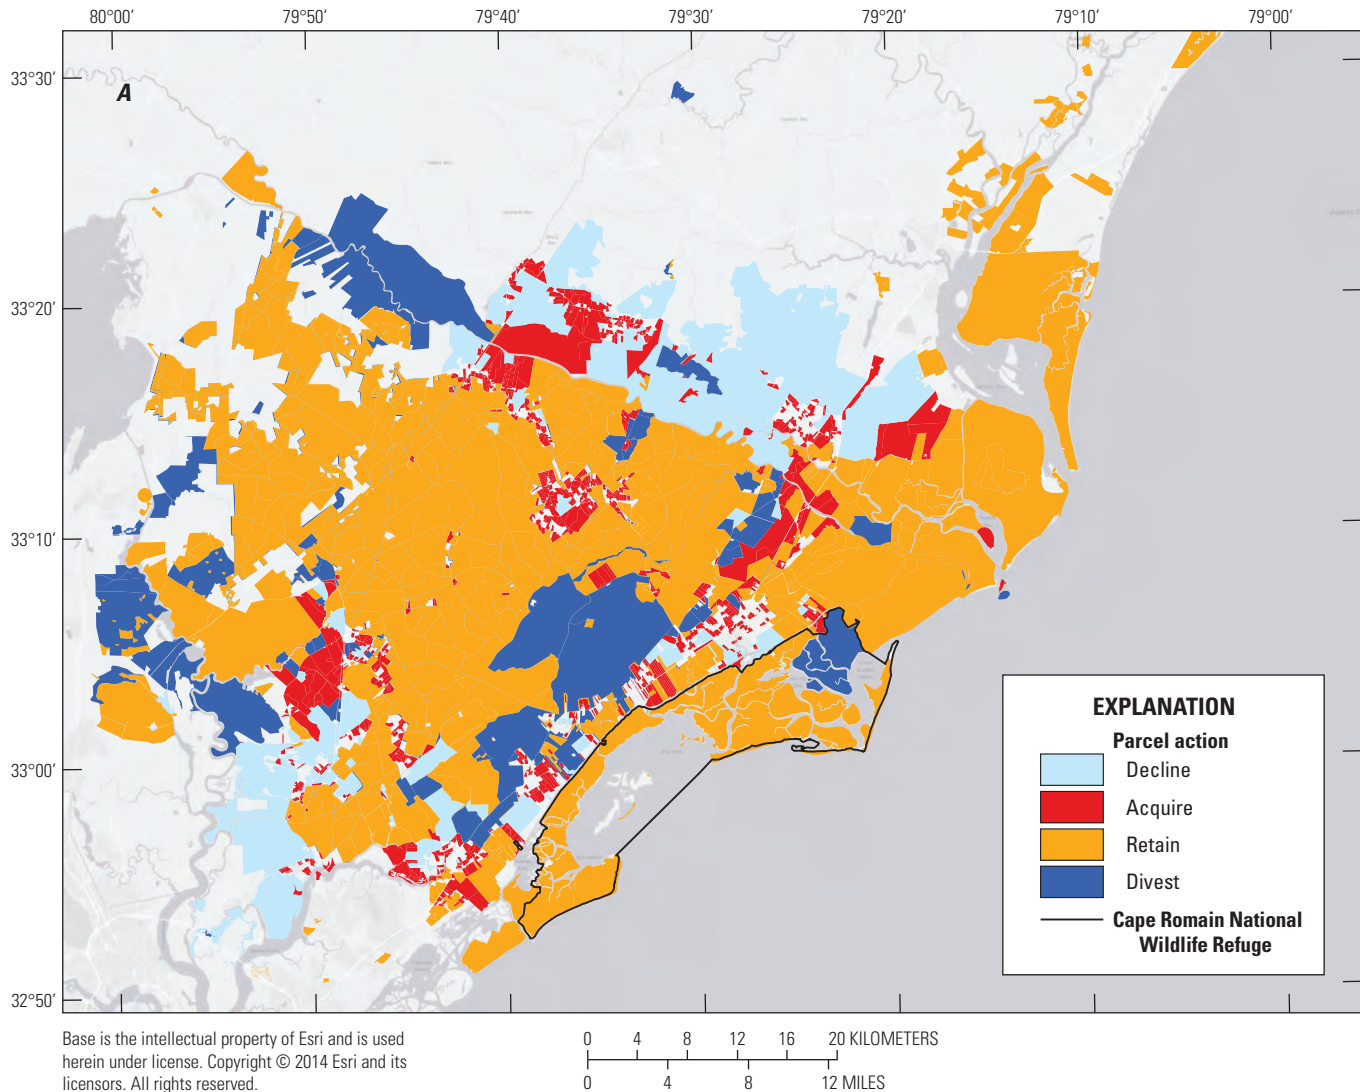 80°00′ 79°50′ 79°40′ 79°30′ 79°20′ 79°10′ 79°00′
33°30′
A
33°20′
33°10′
33°00′
32°50′
EXPLANATION
Parcel action
Decline
Acquire
Retain
Divest
Cape Romain National
Wildlife Refuge
Base is the intellectual property of Esri and is used
herein under license. Copyright © 2014 Esri and its
licensors. All rights reserved.
0 4 8 12 16 20 KILOMETERS
0 4 8 12 MILES